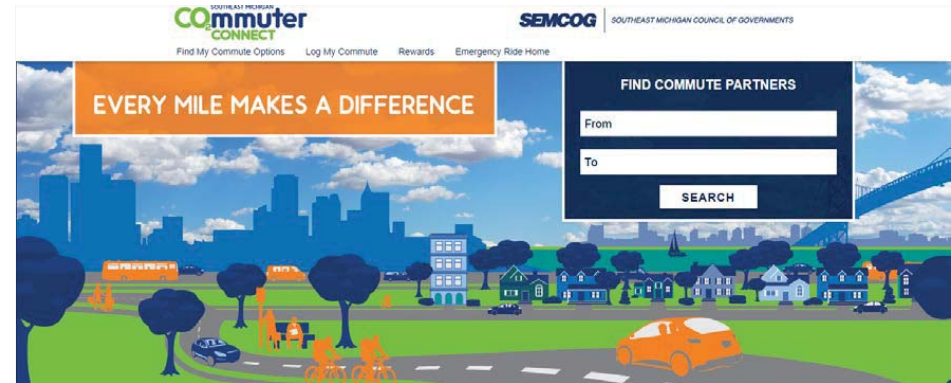 SOUTHEAST MICHIGAN
COmmuter
CONNECT
SEMCOG
SOUTHEAST MICHIGAN COUNCIL OF GOVERNMENTS
Find My Commute Options Log My Commute Rewards Emergency Ride Home
EVERY MILE MAKES A DIFFERENCE
FIND COMMUTE PARTNERS
From
To
SEARCH